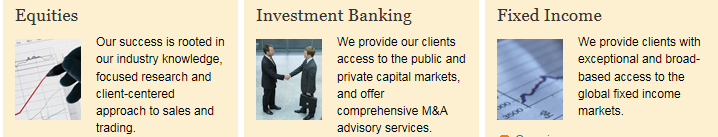 Equities
Our success is rooted in
our industry knowledge,
focused research and
client-centered
approach to sales and
trading.
Investment Banking
We provide our clients
access to the public and
private capital markets,
and offer
comprehensive M&A
advisory services.
Fixed Income
We provide clients with
exceptional and broad-
based access to the
global fixed income
markets.
3500